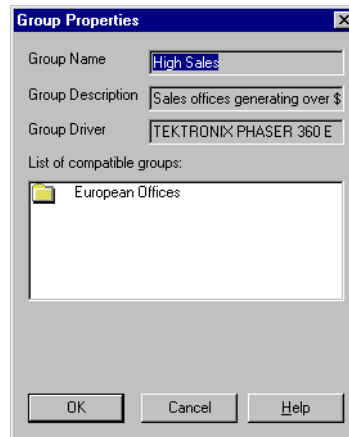 Group Properties
Group Name High Sales
Group Description Sales offices generating over $
Group Driver TEKTRONIX PHASER 360 E
List of compatible groups:
European Offices
OK Cancel Help